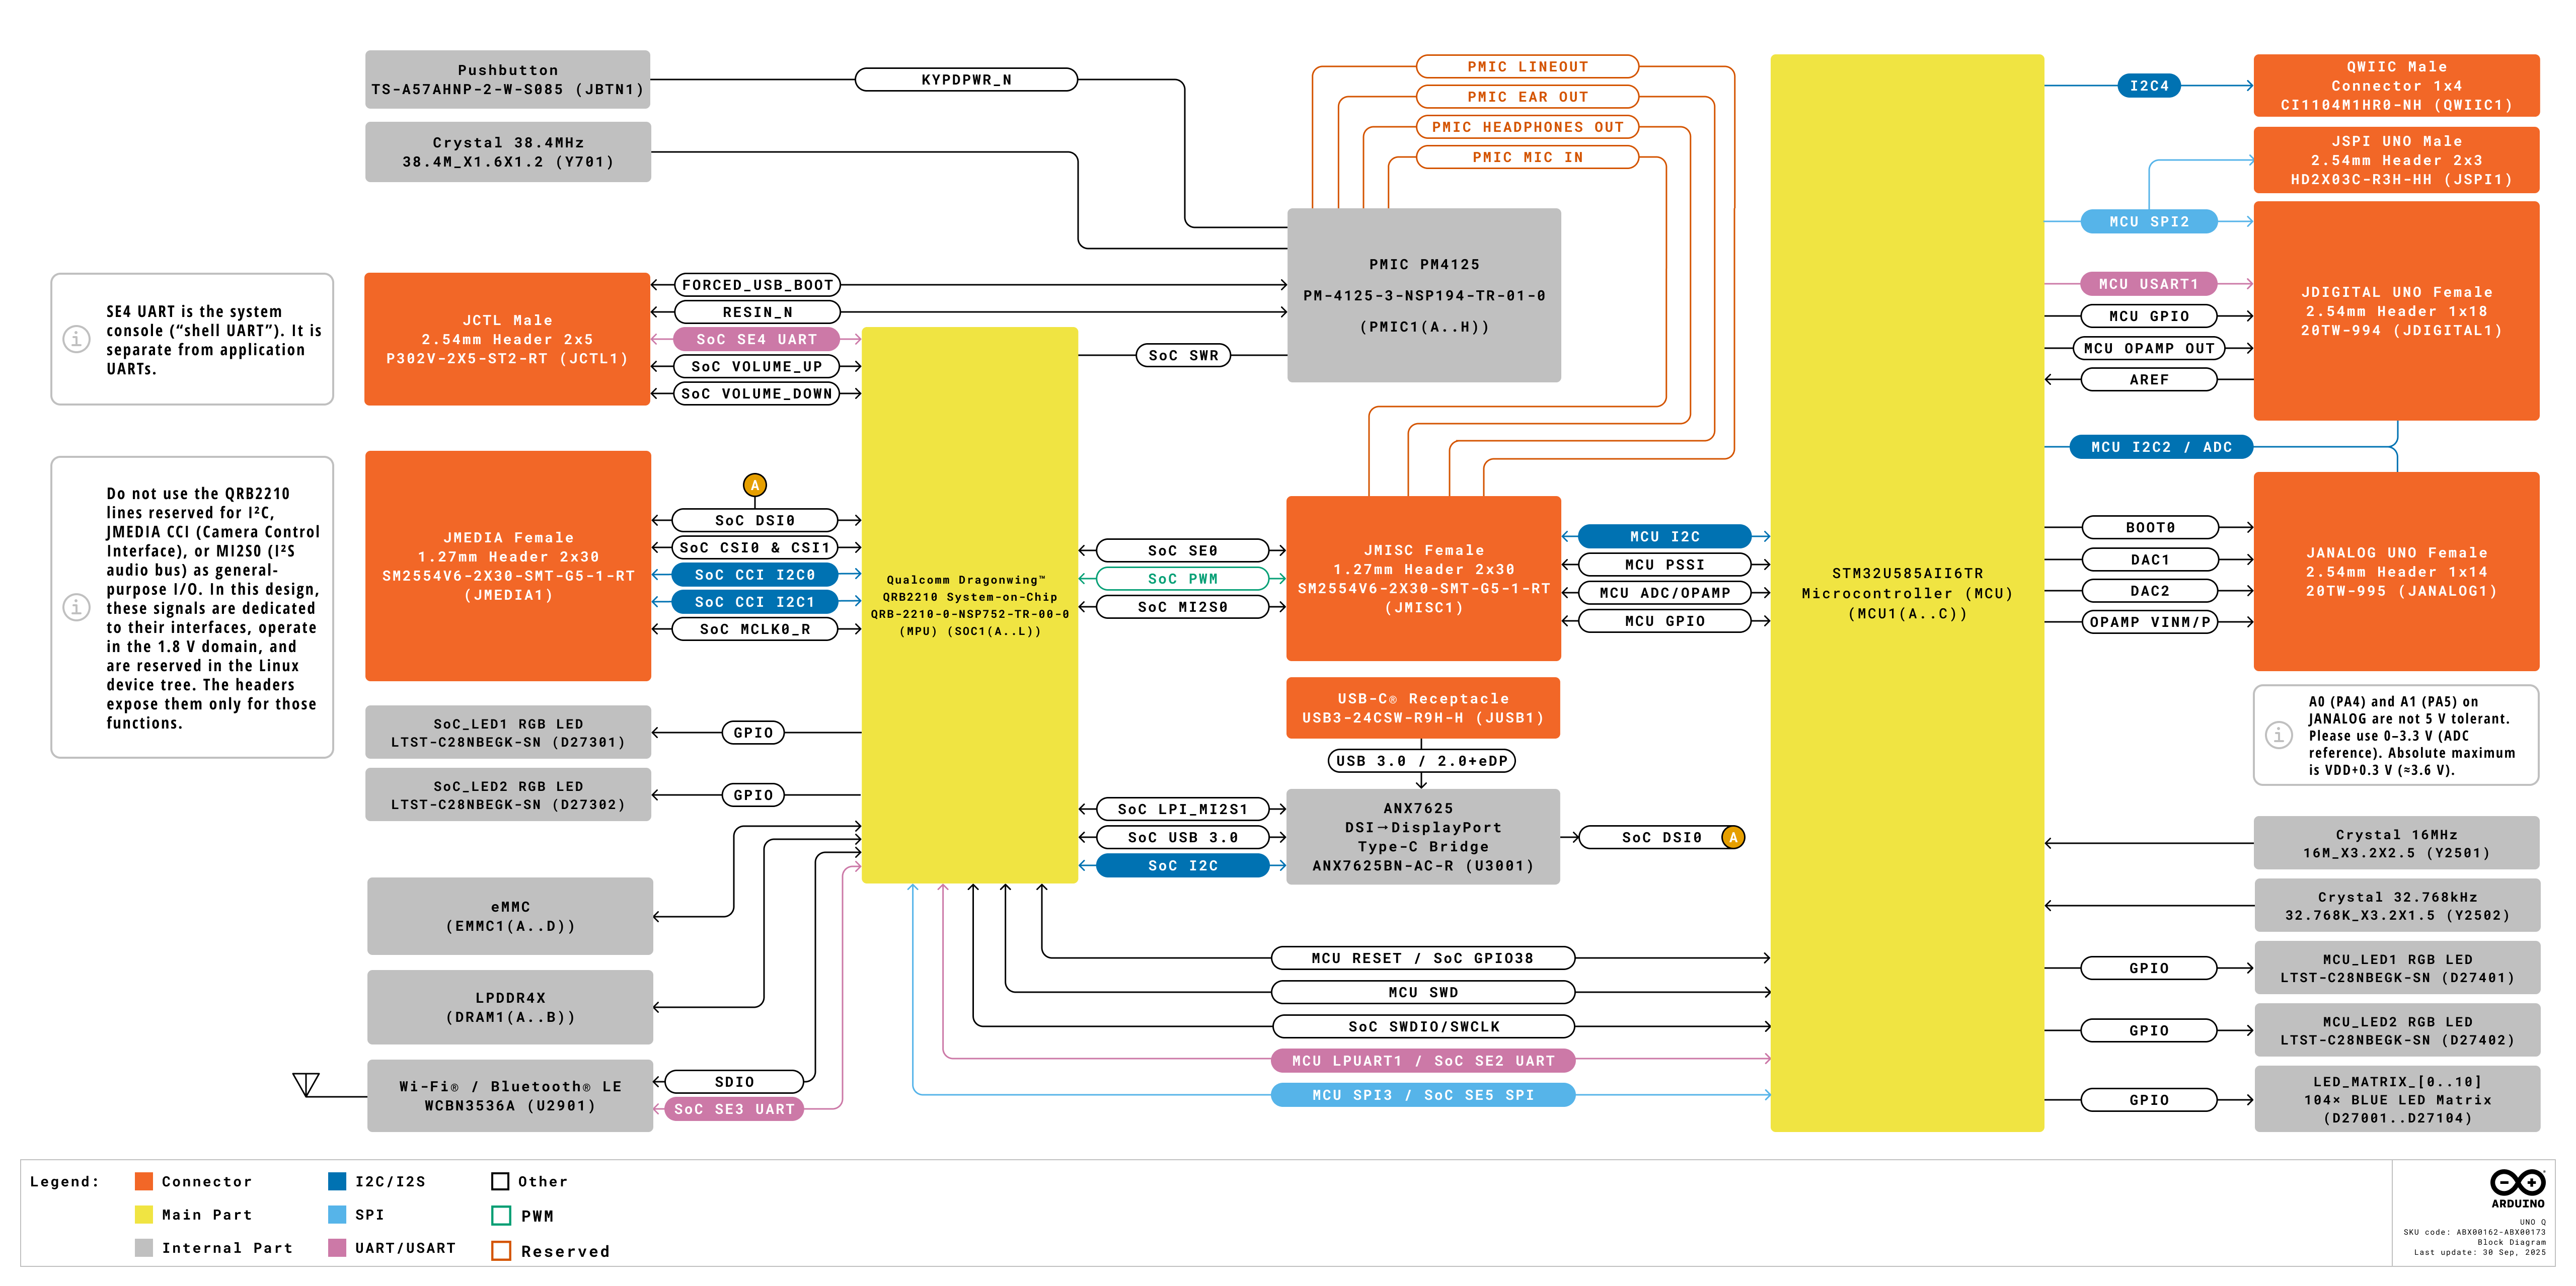 Pushbutton
TS-A57AHNP-2-W-S085 (JBTN1)
KYPDPWR_N
Crystal 38.4MHz
38.4M_X1.6X1.2 (Y701)
PMIC LINEOUT
PMIC EAR OUT
PMIC HEADPHONES OUT
PMIC MIC IN
PMIC PM4125
PM-4125-3-NSP194-TR-01-0
(PMIC1(A..H))
SE4 UART is the system
console (“shell UART”). It is
separate from application
UARTs.
JCTL Male
2.54mm Header 2x5
P302V-2X5-ST2-RT (JCTL1)
FORCED_USB_BOOT
RESIN_N
SoC SE4 UART
SoC VOLUME_UP
SoC VOLUME_DOWN
SoC SWR
Do not use the QRB2210
lines reserved for I²C,
JMEDIA CCI (Camera Control
Interface), or MI2S0 (I²S
audio bus) as general-
purpose I/O. In this design,
these signals are dedicated
to their interfaces, operate
in the 1.8 V domain, and
are reserved in the Linux
device tree. The headers
expose them only for those
functions.
JMEDIA Female
1.27mm Header 2x30
SM2554V6-2X30-SMT-G5-1-RT
(JMEDIA1)
A
SoC DSI0
SoC CSI0 & CSI1
SoC CCI I2C0
SoC CCI I2C1
SoC MCLK0_R
Qualcomm Dragonwing™
QRB2210 System-on-Chip
QRB-2210-0-NSP752-TR-00-0
(MPU) (SOC1(A..L))
SoC SE0
SoC PWM
SoC MI2S0
JMISC Female
1.27mm Header 2x30
SM2554V6-2X30-SMT-G5-1-RT
(JMISC1)
MCU I2C
MCU PSSI
MCU ADC/OPAMP
MCU GPIO
SoC_LED1 RGB LED
LTST-C28NBEGK-SN (D27301)
GPIO
SoC_LED2 RGB LED
LTST-C28NBEGK-SN (D27302)
GPIO
USB-C® Receptacle
USB3-24CSW-R9H-H (JUSB1)
USB 3.0 / 2.0+eDP
SoC LPI_MI2S1
SoC USB 3.0
SoC I2C
ANX7625
DSI→DisplayPort
Type-C Bridge
ANX7625BN-AC-R (U3001)
SoC DSI0
A
eMMC
(EMMC1(A..D))
LPDDR4X
(DRAM1(A..B))
Wi-Fi® / Bluetooth® LE
WCBN3536A (U2901)
SDIO
SoC SE3 UART
MCU RESET / SoC GPIO38
MCU SWD
SoC SWDIO/SWCLK
MCU LPUART1 / SoC SE2 UART
MCU SPI3 / SoC SE5 SPI
STM32U585AII6TR
Microcontroller (MCU)
(MCU1(A..C))
I2C4
QWIIC Male
Connector 1x4
CI1104M1HR0-NH (QWIIC1)
JSPI UNO Male
2.54mm Header 2x3
HD2X03C-R3H-HH (JSPI1)
MCU SPI2
MCU USART1
MCU GPIO
MCU OPAMP OUT
AREF
JDIGITAL UNO Female
2.54mm Header 1x18
20TW-994 (JDIGITAL1)
MCU I2C2 / ADC
BOOT0
DAC1
DAC2
OPAMP VINM/P
JANALOG UNO Female
2.54mm Header 1x14
20TW-995 (JANALOG1)
A0 (PA4) and A1 (PA5) on
JANALOG are not 5 V tolerant.
Please use 0–3.3 V (ADC
reference). Absolute maximum
is VDD+0.3 V (≈3.6 V).
Crystal 16MHz
16M_X3.2X2.5 (Y2501)
Crystal 32.768kHz
32.768K_X3.2X1.5 (Y2502)
GPIO
MCU_LED1 RGB LED
LTST-C28NBEGK-SN (D27401)
GPIO
MCU_LED2 RGB LED
LTST-C28NBEGK-SN (D27402)
GPIO
LED_MATRIX_[0..10]
104× BLUE LED Matrix
(D27001..D27104)
Legend:
Connector
Main Part
Internal Part
I2C/I2S
SPI
UART/USART
Other
PWM
Reserved
ARDUINO
UNO Q
SKU code: ABX00162-ABX00173
Block Diagram
Last update: 30 Sep, 2025